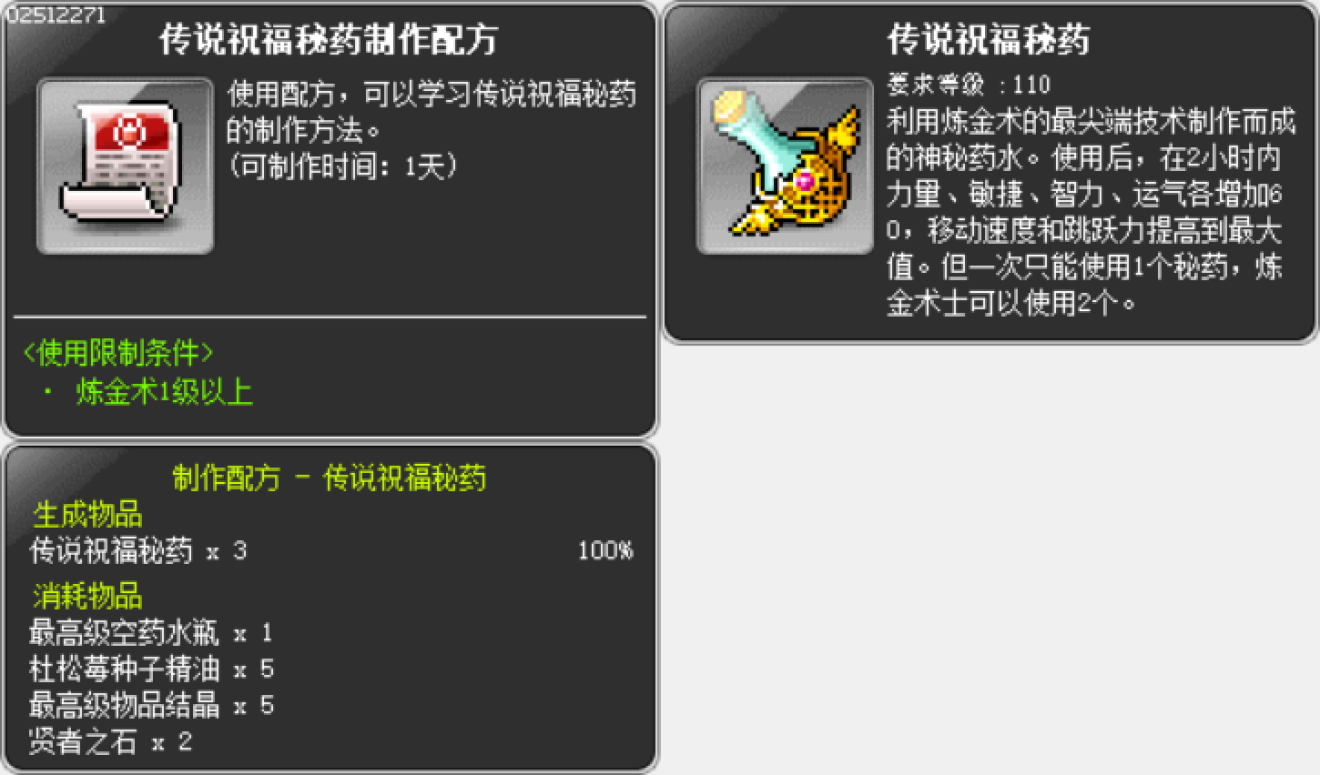 02512271
传说祝福秘药制作配方
使用配方，可以学习传说祝福秘药
的制作方法。
(可制作时间：1天)
<使用限制条件>
· 炼金术1级以上
制作配方 - 传说祝福秘药
生成物品
传说祝福秘药 x 3 100%
消耗物品
最高级空药水瓶 x 1
杜松莓种子精油 x 5
最高级物品结晶 x 5
贤者之石 x 2
传说祝福秘药
要求等级 :110
利用炼金术的最尖端技术制作而成
的神秘药水。使用后，在2小时内
力量、敏捷、智力、运气各增加6
0，移动速度和跳跃力提高到最大
值。但一次只能使用1个秘药，炼
金术士可以使用2个。